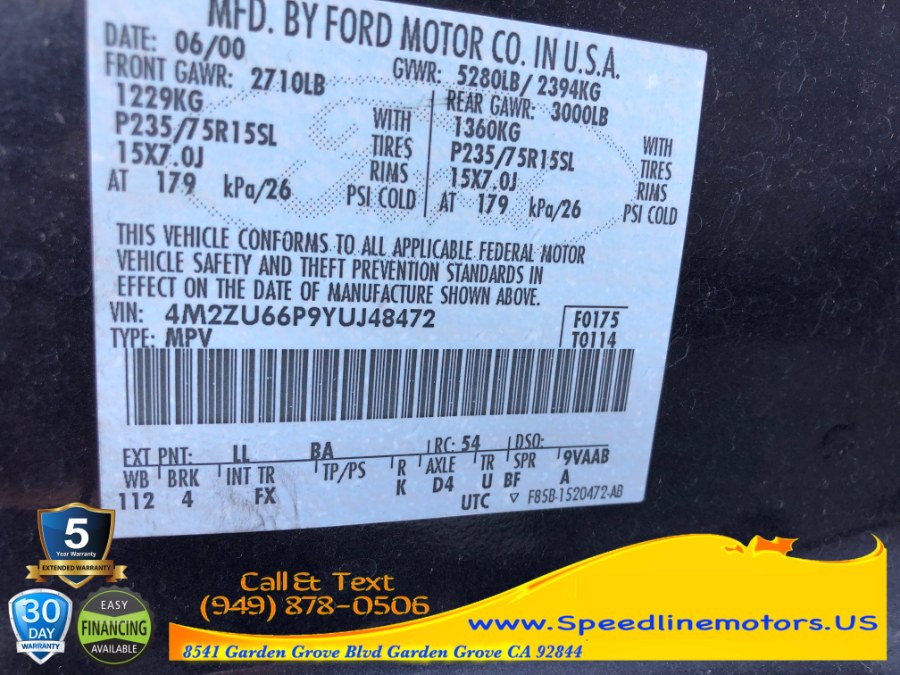 MFD. BY FORD MOTOR CO. IN U.S.A.
DATE: 06/00 GVWR: 5280LB/ 2394KG
FRONT GAWR: 2710LB REAR GAWR: 3000LB
1229KG WITH 1360KG WITH
P235/75R15SL TIRES P235/75R15SL TIRES
15X7.0J RIMS 15X7.0J RIMS
AT 179 kPa/26 PSI COLD AT 179 kPa/26 PSI COLD
THIS VEHICLE CONFORMS TO ALL APPLICABLE FEDERAL MOTOR
VEHICLE SAFETY AND THEFT PREVENTION STANDARDS IN
EFFECT ON THE DATE OF MANUFACTURE SHOWN ABOVE.
VIN: 4M2ZU66P9YUJ48472 F0175
TYPE: MPV T0114
EXT PNT: LL BA RC: 54 DSO:
WB BRK INT TR TP/PS R AXLE TR SPR 9VAAB
112 4 FX K D4 U BF A
UTC ▽ F85B-1520472-AB
5
Year Warranty
EXTENDED WARRANTY
30
DAY
WARRANTY
EASY
FINANCING
AVAILABLE
Call & Text
(949) 878-0506
www.Speedlinemotors.US
8541 Garden Grove Blvd Garden Grove CA 92844